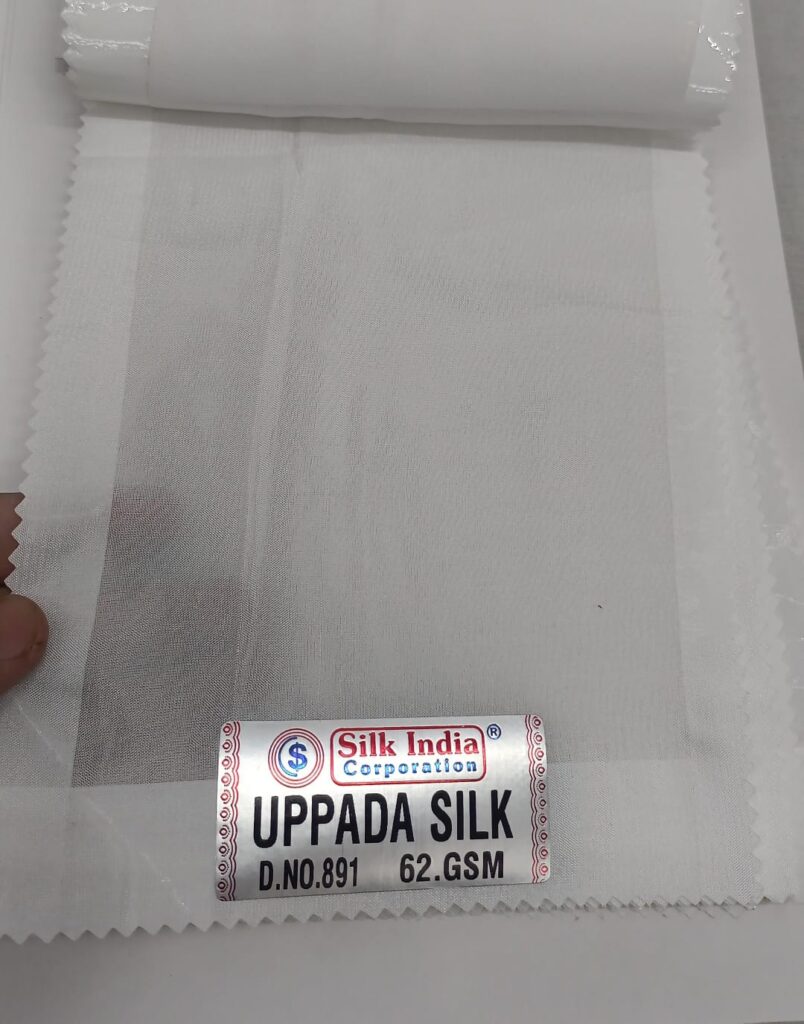 $ Silk India ®
Corporation
UPPADA SILK
D.NO.891 62.GSM